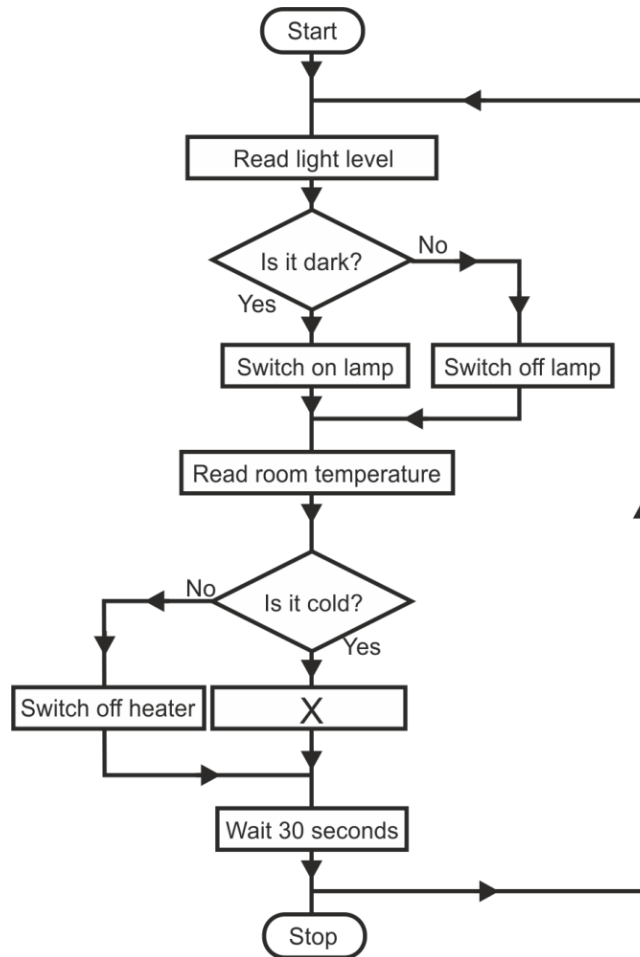 Start
Read light level
Is it dark?
No
Yes
Switch on lamp
Switch off lamp
Read room temperature
No
Is it cold?
Yes
Switch off heater
X
Wait 30 seconds
Stop